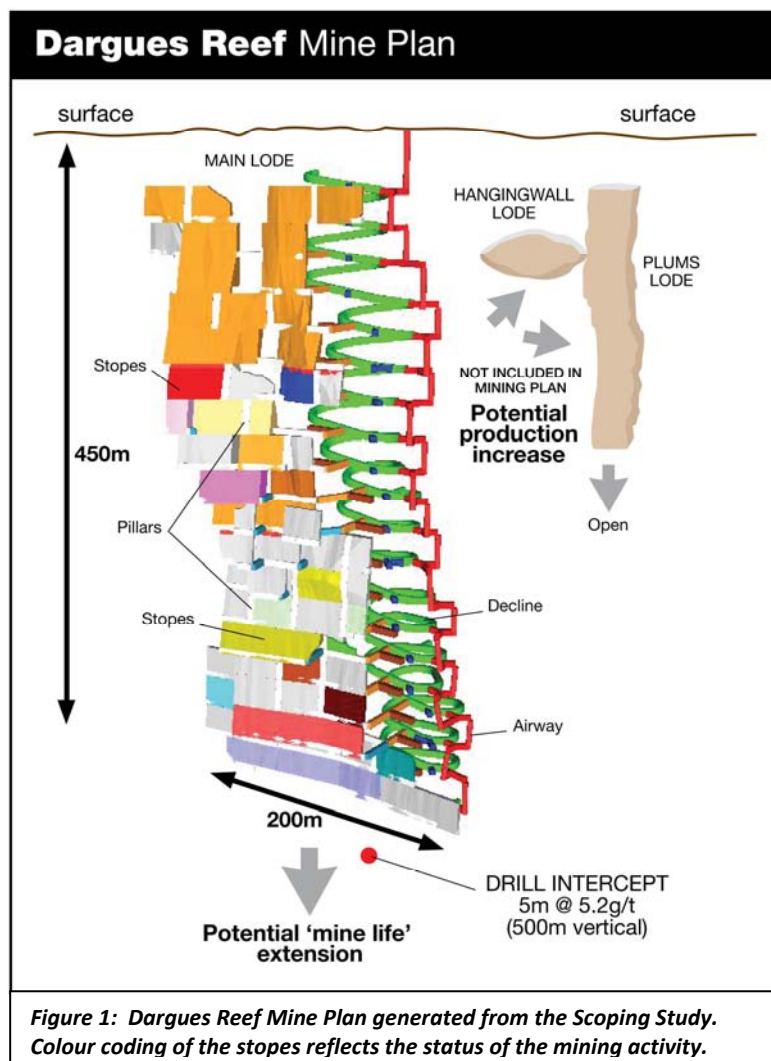 Dargues Reef Mine Plan
surface
surface
MAIN LODE
HANGINGWALL
LODE
PLUMS
LODE
Stopes
NOT INCLUDED IN
MINING PLAN
Potential
production
increase
450m
Open
Pillars
Decline
Stopes
Airway
200m
DRILL INTERCEPT
5m @ 5.2g/t
(500m vertical)
Potential ‘mine life’
extension
Figure 1: Dargues Reef Mine Plan generated from the Scoping Study.
Colour coding of the stopes reflects the status of the mining activity.